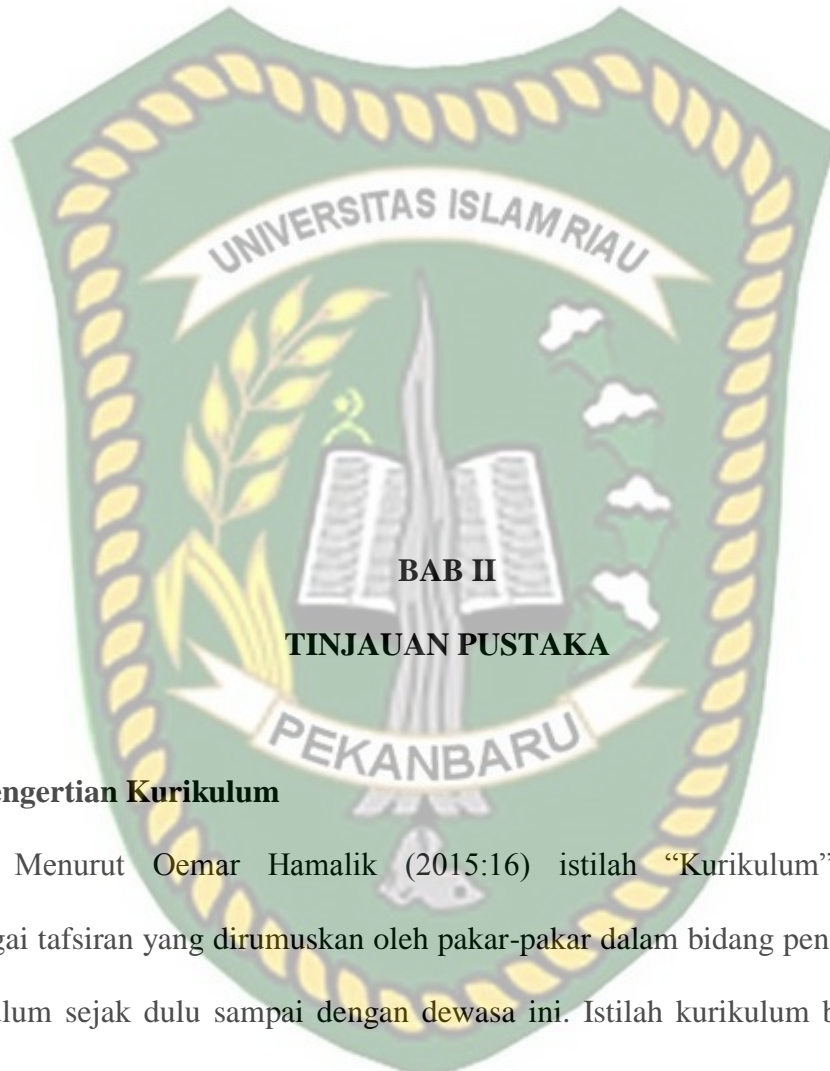 UNIVERSITAS ISLAM RIAU
BAB II
TINJAUAN PUSTAKA
PEKANBARU
engertian Kurikulum
Menurut Oemar Hamalik (2015:16) istilah “Kurikulum”
gai tafsiran yang dirumuskan oleh pakar-pakar dalam bidang pen
ulum sejak dulu sampai dengan dewasa ini. Istilah kurikulum b